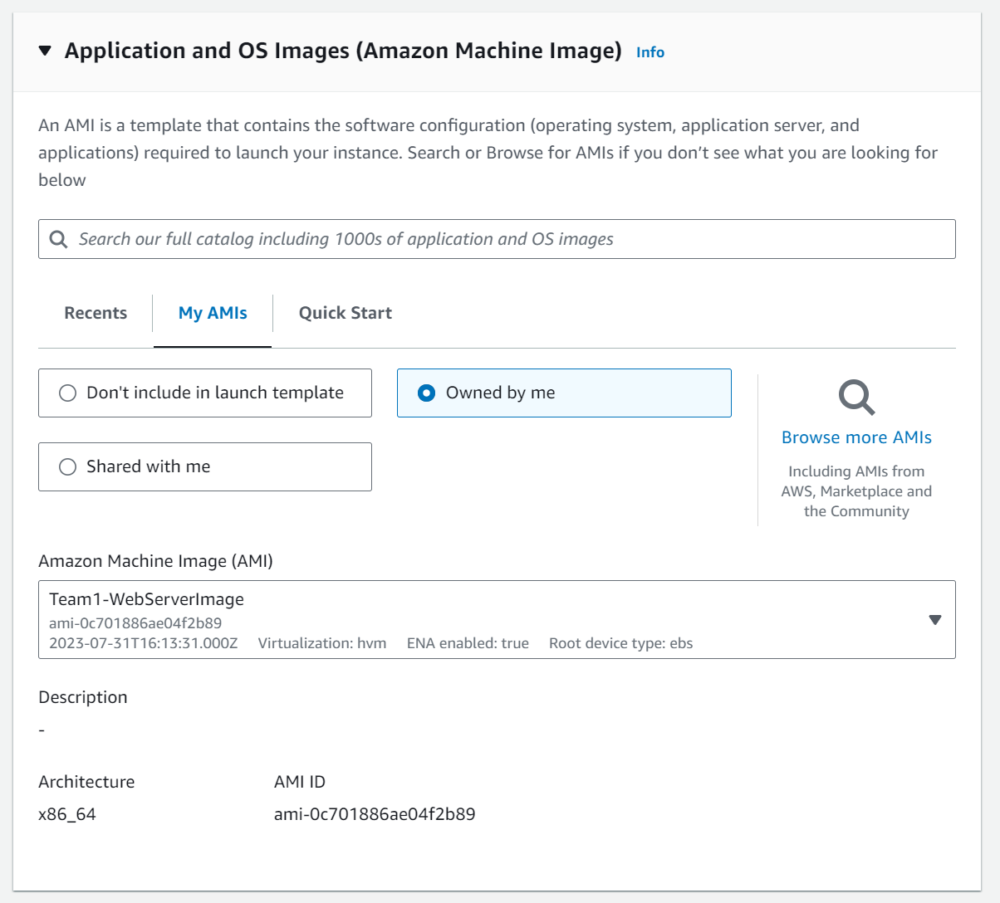 Application and OS Images (Amazon Machine Image) Info
An AMI is a template that contains the software configuration (operating system, application server, and
applications) required to launch your instance. Search or Browse for AMIs if you don’t see what you are looking for
below
Search our full catalog including 1000s of application and OS images
Recents My AMIs Quick Start
Don't include in launch template
Owned by me
Shared with me
Browse more AMIs
Including AMIs from
AWS, Marketplace and
the Community
Amazon Machine Image (AMI)
Team1-WebServerImage
ami-0c701886ae04f2b89
2023-07-31T16:13:31.000Z Virtualization: hvm ENA enabled: true Root device type: ebs
Description
-
Architecture AMI ID
x86_64 ami-0c701886ae04f2b89